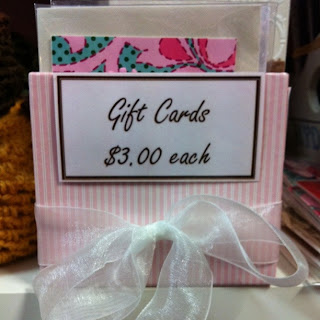 Gift Cards
$3.00 each